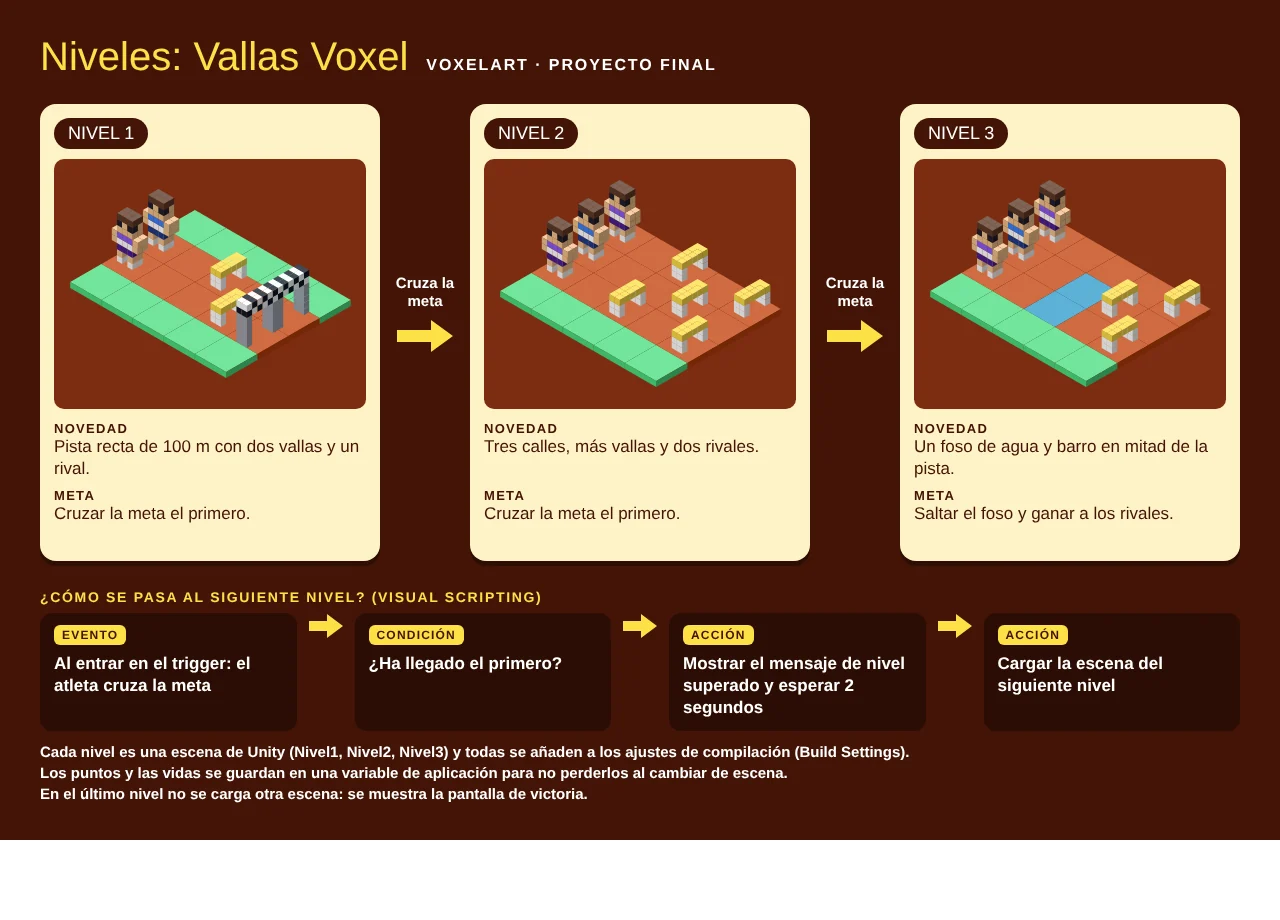 Niveles: Vallas Voxel VOXELART · PROYECTO FINAL
NIVEL 1
NOVEDAD
Pista recta de 100 m con dos vallas y un
rival.
META
Cruzar la meta el primero.
Cruza la
meta
NIVEL 2
NOVEDAD
Tres calles, más vallas y dos rivales.
META
Cruzar la meta el primero.
Cruza la
meta
NIVEL 3
NOVEDAD
Un foso de agua y barro en mitad de la
pista.
META
Saltar el foso y ganar a los rivales.
¿CÓMO SE PASA AL SIGUIENTE NIVEL? (VISUAL SCRIPTING)
EVENTO
Al entrar en el trigger: el
atleta cruza la meta
CONDICIÓN
¿Ha llegado el primero?
ACCIÓN
Mostrar el mensaje de nivel
superado y esperar 2
segundos
ACCIÓN
Cargar la escena del
siguiente nivel
Cada nivel es una escena de Unity (Nivel1, Nivel2, Nivel3) y todas se añaden a los ajustes de compilación (Build Settings).
Los puntos y las vidas se guardan en una variable de aplicación para no perderlos al cambiar de escena.
En el último nivel no se carga otra escena: se muestra la pantalla de victoria.